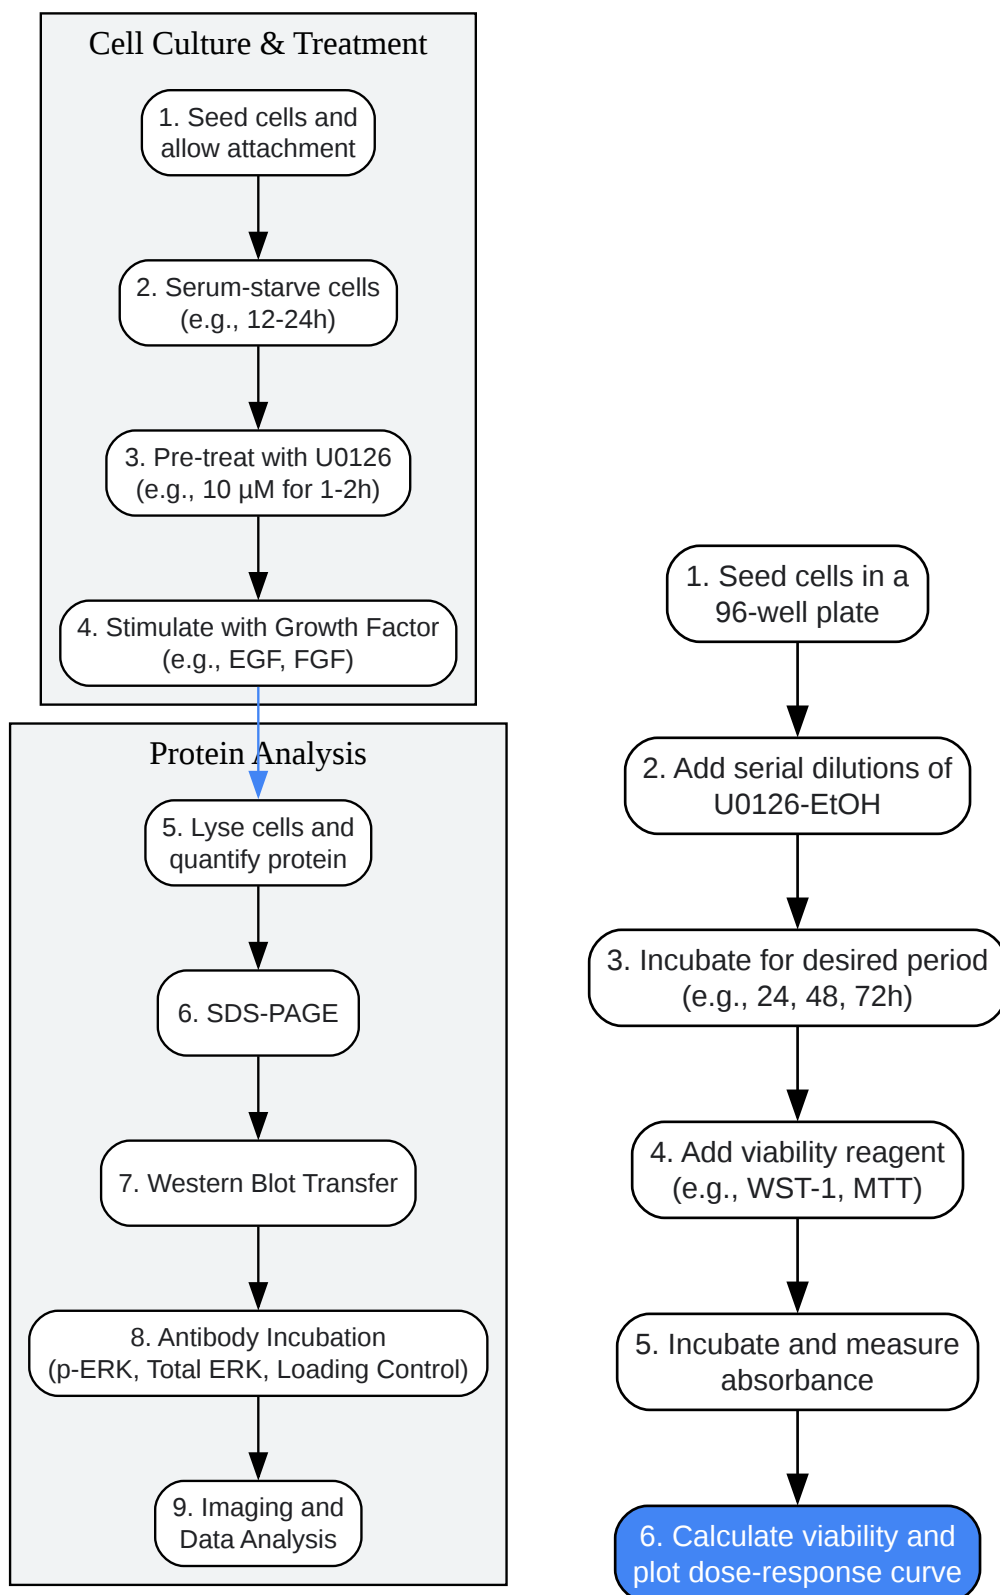 Cell Culture & Treatment
1. Seed cells and
allow attachment
2. Serum-starve cells
(e.g., 12-24h)
3. Pre-treat with U0126
(e.g., 10 µM for 1-2h)
4. Stimulate with Growth Factor
(e.g., EGF, FGF)
Protein Analysis
5. Lyse cells and
quantify protein
6. SDS-PAGE
7. Western Blot Transfer
8. Antibody Incubation
(p-ERK, Total ERK, Loading Control)
9. Imaging and
Data Analysis
1. Seed cells in a
96-well plate
2. Add serial dilutions of
U0126-EtOH
3. Incubate for desired period
(e.g., 24, 48, 72h)
4. Add viability reagent
(e.g., WST-1, MTT)
5. Incubate and measure
absorbance
6. Calculate viability and
plot dose-response curve